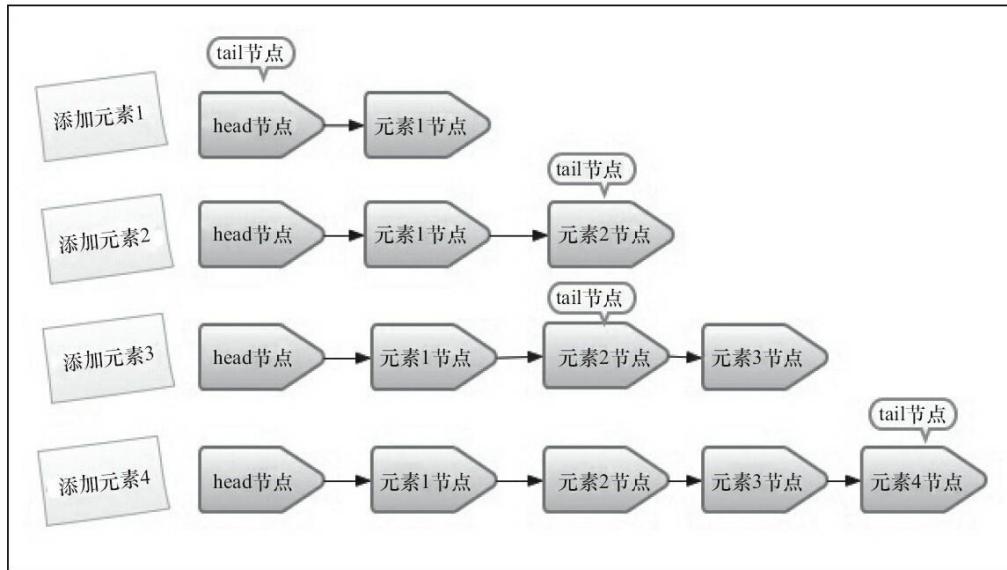 tail节点
添加元素1
head节点
元素1节点
tail节点
添加元素2
head节点
元素1节点
元素2节点
tail节点
添加元素3
head节点
元素1节点
元素2节点
元素3节点
tail节点
添加元素4
head节点
元素1节点
元素2节点
元素3节点
元素4节点